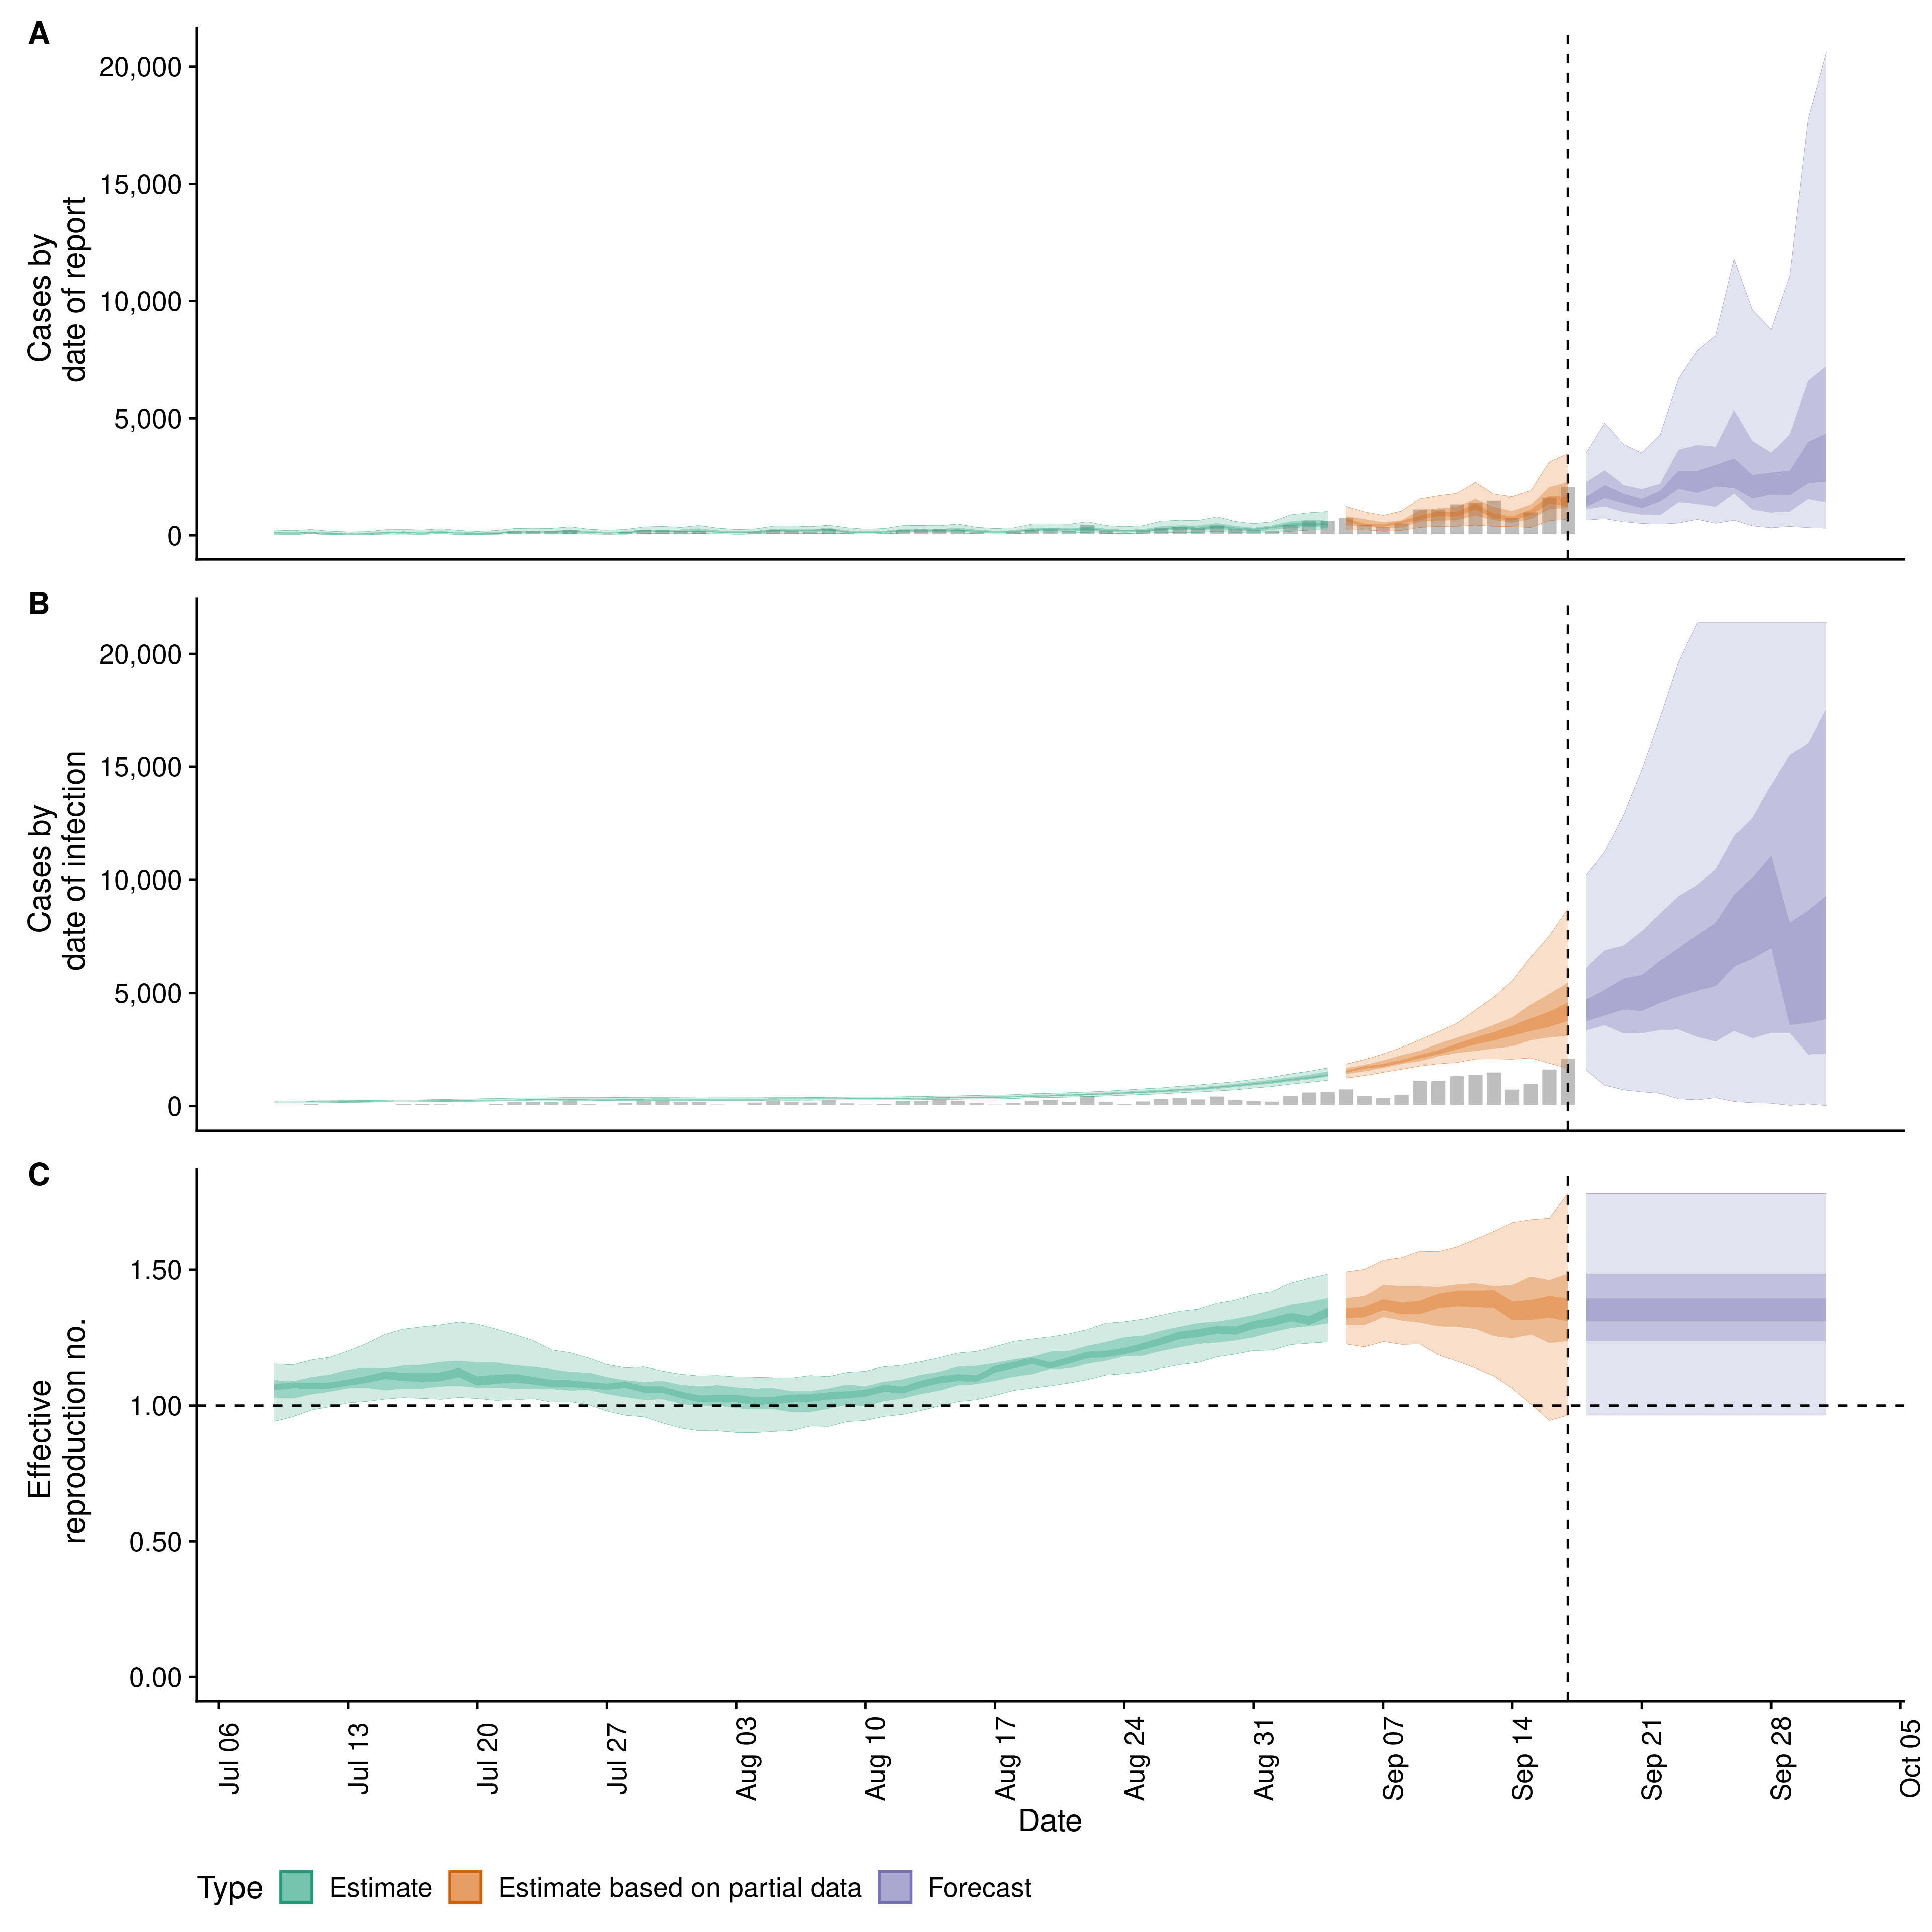 A
20,000
15,000
10,000
5,000
0
Cases by
date of report
B
20,000
15,000
10,000
5,000
0
Cases by
date of infection
C
1.50
1.00
0.50
0.00
Effective
reproduction no.
Jul 06
Jul 13
Jul 20
Jul 27
Aug 03
Aug 10
Aug 17
Aug 24
Aug 31
Sep 07
Sep 14
Sep 21
Sep 28
Oct 05
Date
Type Estimate Estimate based on partial data Forecast